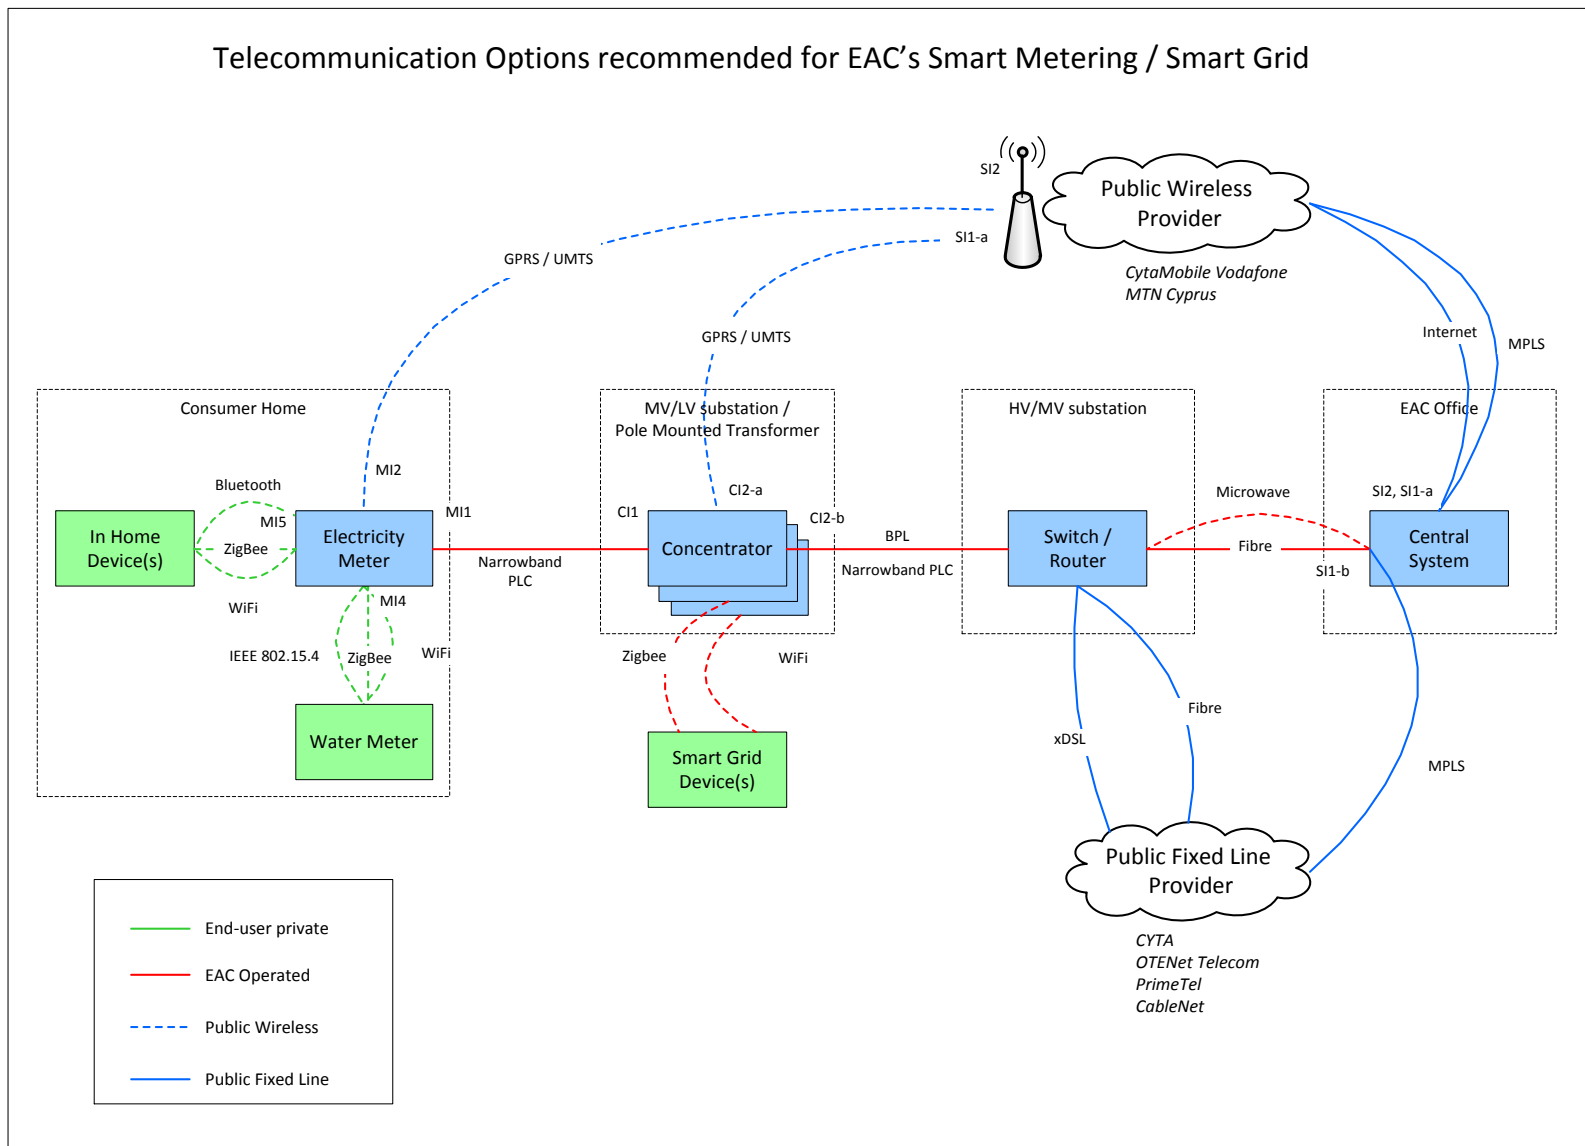 Telecommunication Options recommended for EAC's Smart Metering / Smart Grid
SI2
Public Wireless
Provider
SI1-a
GPRS / UMTS
CytaMobile Vodafone
MTN Cyprus
GPRS / UMTS
Internet
MPLS
Consumer Home
MV/LV substation /
Pole Mounted Transformer
HV/MV substation
EAC Office
MI2
Bluetooth
MI5
MI1
CI2-a
CI1
CI2-b
Microwave
SI2, SI1-a
In Home
Device(s)
ZigBee
Electricity
Meter
Narrowband
PLC
Concentrator
BPL
Narrowband PLC
Switch /
Router
Fibre
SI1-b
Central
System
WiFi
MI4
IEEE 802.15.4
ZigBee
WiFi
Zigbee
WiFi
Water Meter
Smart Grid
Device(s)
xDSL
Fibre
MPLS
Public Fixed Line
Provider
CYTA
OTENet Telecom
PrimeTel
CableNet
End-user private
EAC Operated
Public Wireless
Public Fixed Line